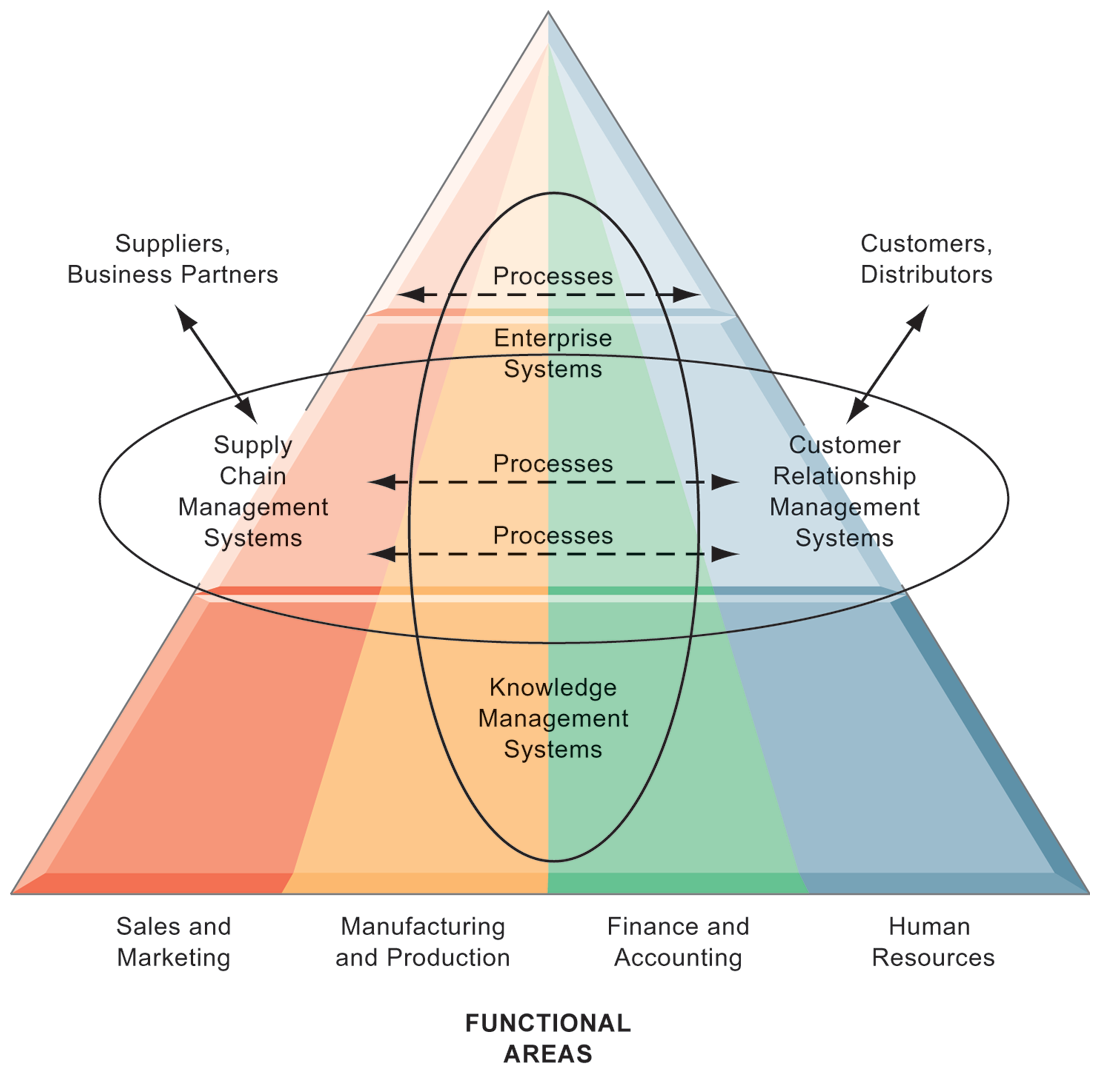 Suppliers,
Business Partners
Customers,
Distributors
Processes
Enterprise
Systems
Supply
Chain
Management
Systems
Processes
Processes
Customer
Relationship
Management
Systems
Knowledge
Management
Systems
Sales and
Marketing
Manufacturing
and Production
Finance and
Accounting
Human
Resources
FUNCTIONAL
AREAS